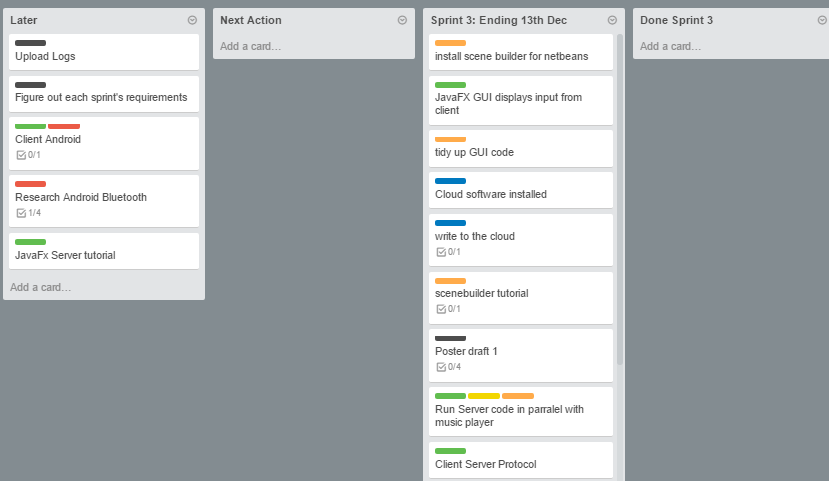 Later
Upload Logs
Figure out each sprint's requirements
Client Android
0/1
Research Android Bluetooth
1/4
JavaFx Server tutorial
Add a card...
Next Action
Add a card...
Sprint 3: Ending 13th Dec
install scene builder for netbeans
JavaFX GUI displays input from
client
tidy up GUI code
Cloud software installed
write to the cloud
0/1
scenebuilder tutorial
0/1
Poster draft 1
0/4
Run Server code in parralel with
music player
Client Server Protocol
Done Sprint 3
Add a card...